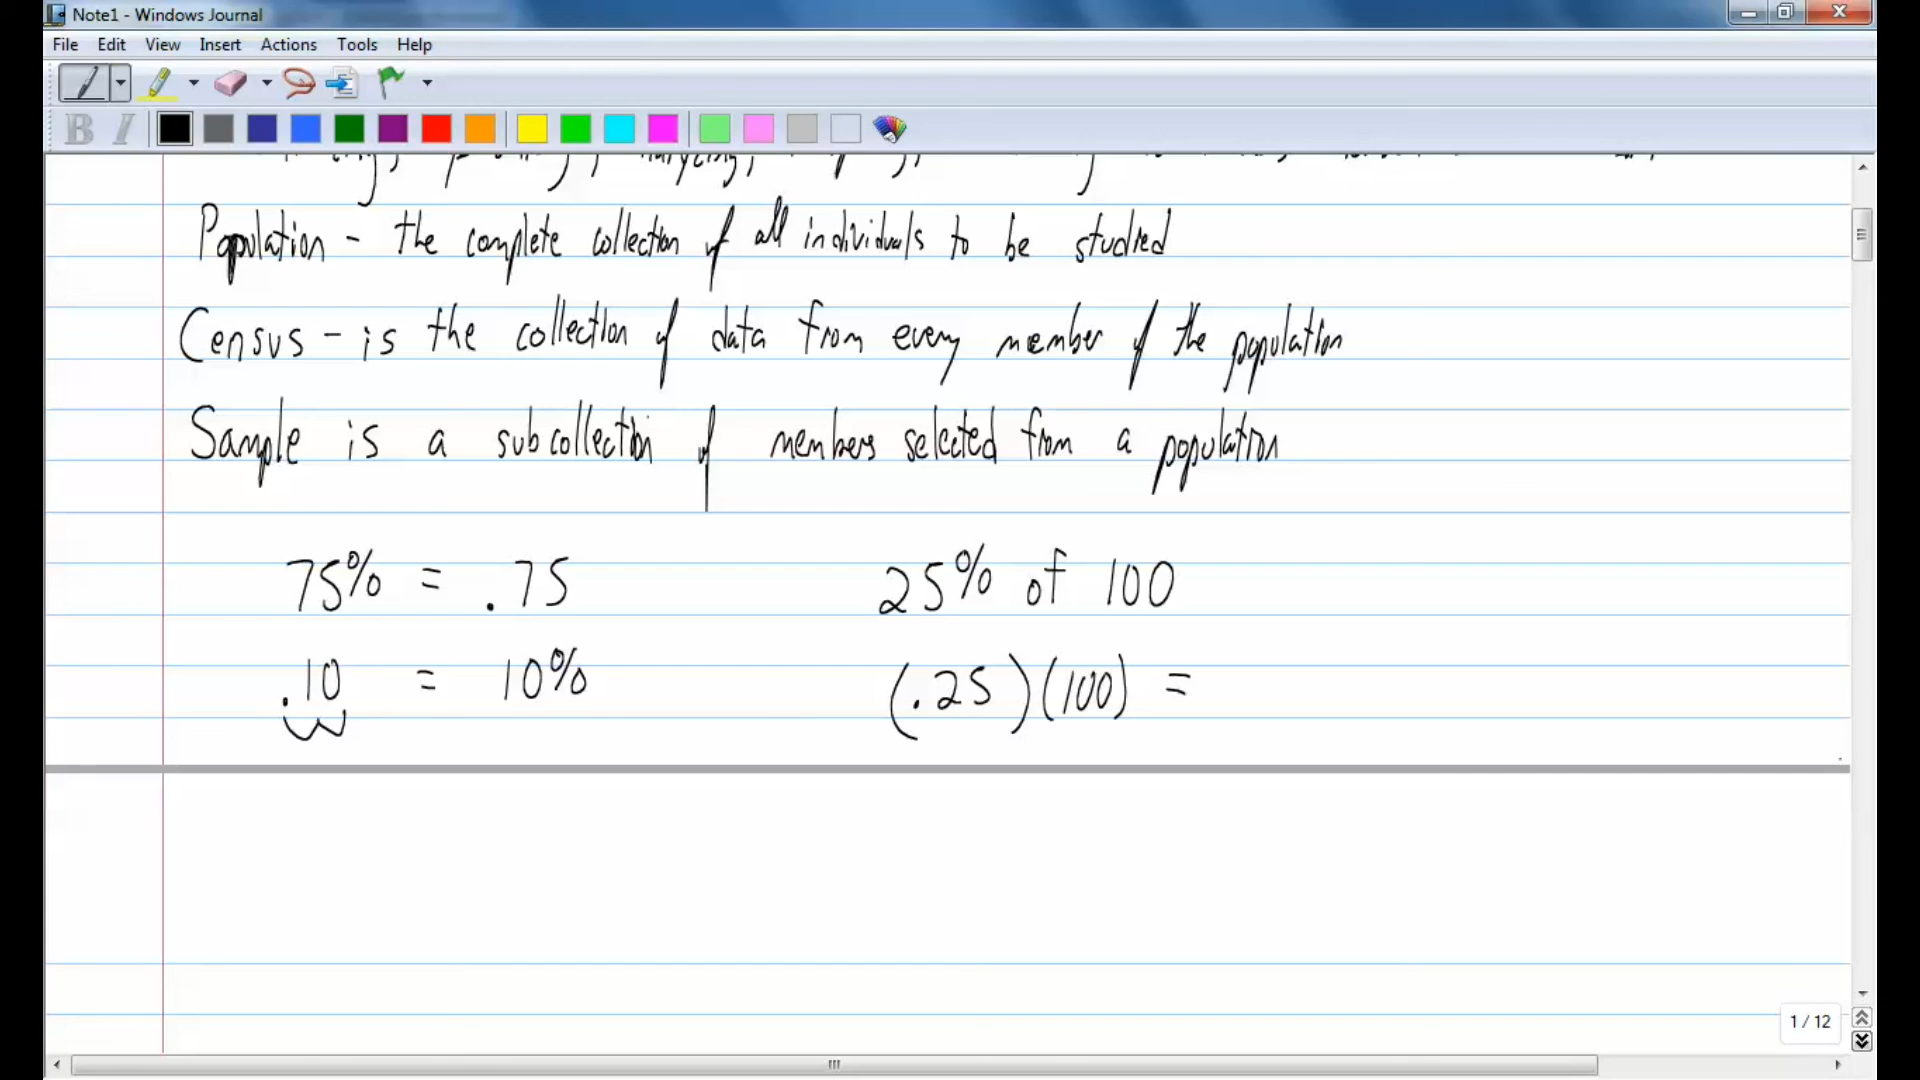 Note1 - Windows Journal
File Edit View Insert Actions Tools Help
B I
Population - the complete collection of all individuals to be studied
Census - is the collection of data from every member of the population
Sample is a subcollection of members selected from a population
75% = .75
25% of 100
.10 = 10%
(.25)(100) =
1 / 12